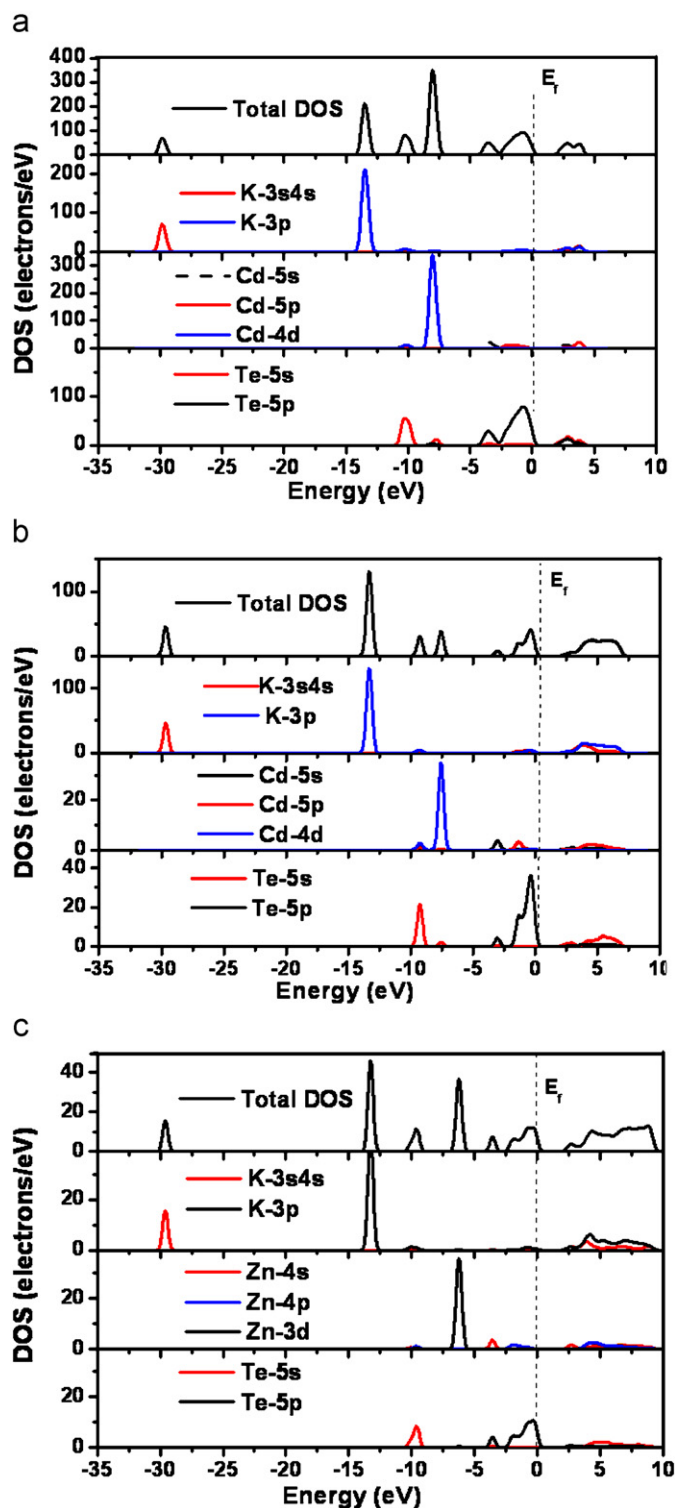 a
400
300
200
100
0
Total DOS
E_f
200
100
0
K-3s4s
K-3p
300
200
100
0
Cd-5s
Cd-5p
Cd-4d
100
0
Te-5s
Te-5p
DOS (electrons/eV)
-35 -30 -25 -20 -15 -10 -5 0 5 10
Energy (eV)
b
100
0
Total DOS
E_f
100
0
K-3s4s
K-3p
20
0
Cd-5s
Cd-5p
Cd-4d
40
20
0
Te-5s
Te-5p
DOS (electrons/eV)
-35 -30 -25 -20 -15 -10 -5 0 5 10
Energy (eV)
c
40
20
0
Total DOS
E_f
20
0
K-3s4s
K-3p
20
0
Zn-4s
Zn-4p
Zn-3d
20
0
Te-5s
Te-5p
DOS (electrons/eV)
-35 -30 -25 -20 -15 -10 -5 0 5 10
Energy (eV)